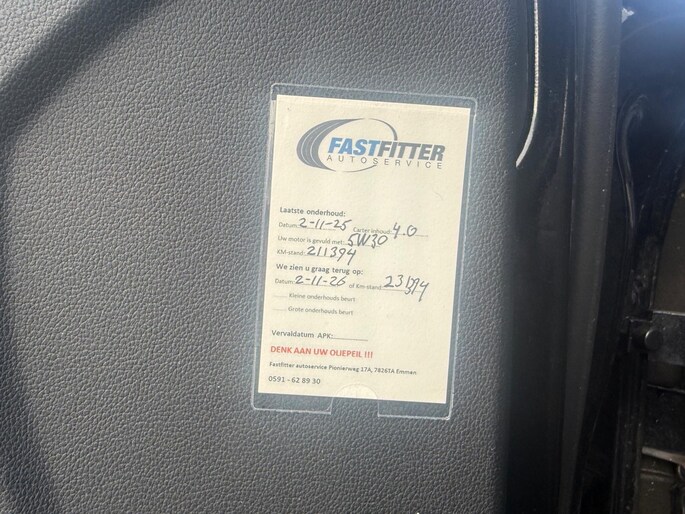 FASTFITTER
AUTOSERVICE
Laatste onderhoud:
Datum: 2-11-25 Carter inhoud: 4.0
Uw motor is gevuld met: 5W30
KM-stand: 211394
We zien u graag terug op:
Datum: 2-11-26 of Km-stand:
Kleine onderhouds beurt
Grote onderhouds beurt
Vervaldatum APK:
DENK AAN UW OLIEPEIL !!!
Fastfitter autoservice Pionierweg 17A, 7826TA Emmen
0591 - 62 89 30